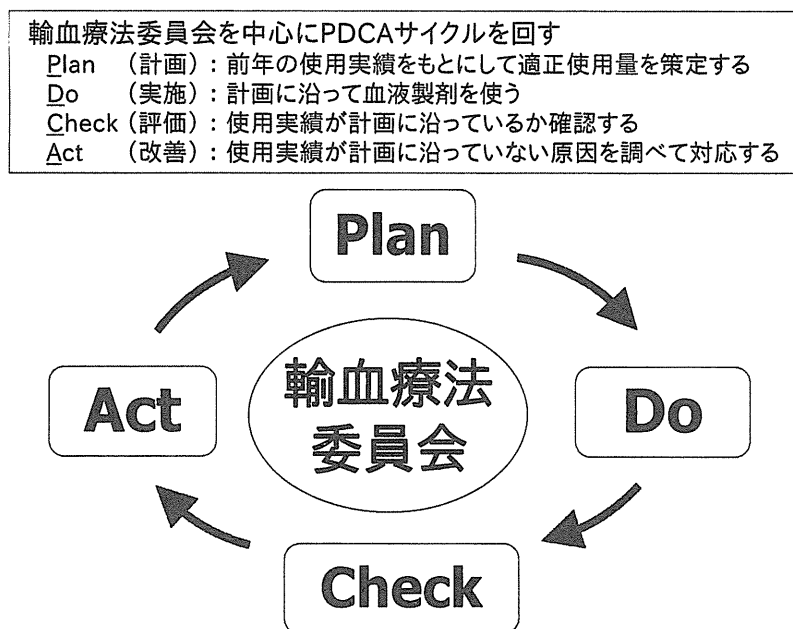 輸血療法委員会を中心にPDCAサイクルを回す
Plan （計画）：前年の使用実績をもとにして適正使用量を策定する
Do （実施）：計画に沿って血液製剤を使う
Check（評価）：使用実績が計画に沿っているか確認する
Act （改善）：使用実績が計画に沿っていない原因を調べて対応する
Plan
Act
輸血療法
委員会
Do
Check